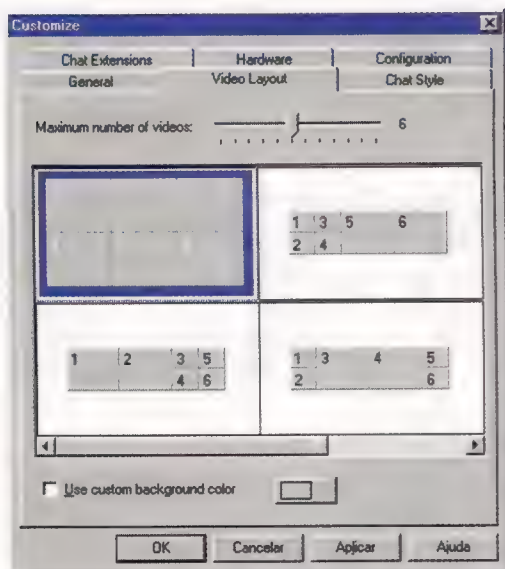 Customize
Chat Extensions Hardware Configuration
General Video Layout Chat Style
Maximum number of videos: 6
1 3 5 6
2 4
1 2 3 5
4 6
1 3 4 5
2 6
Use custom background color
OK Cancelar Aplicar Ajuda